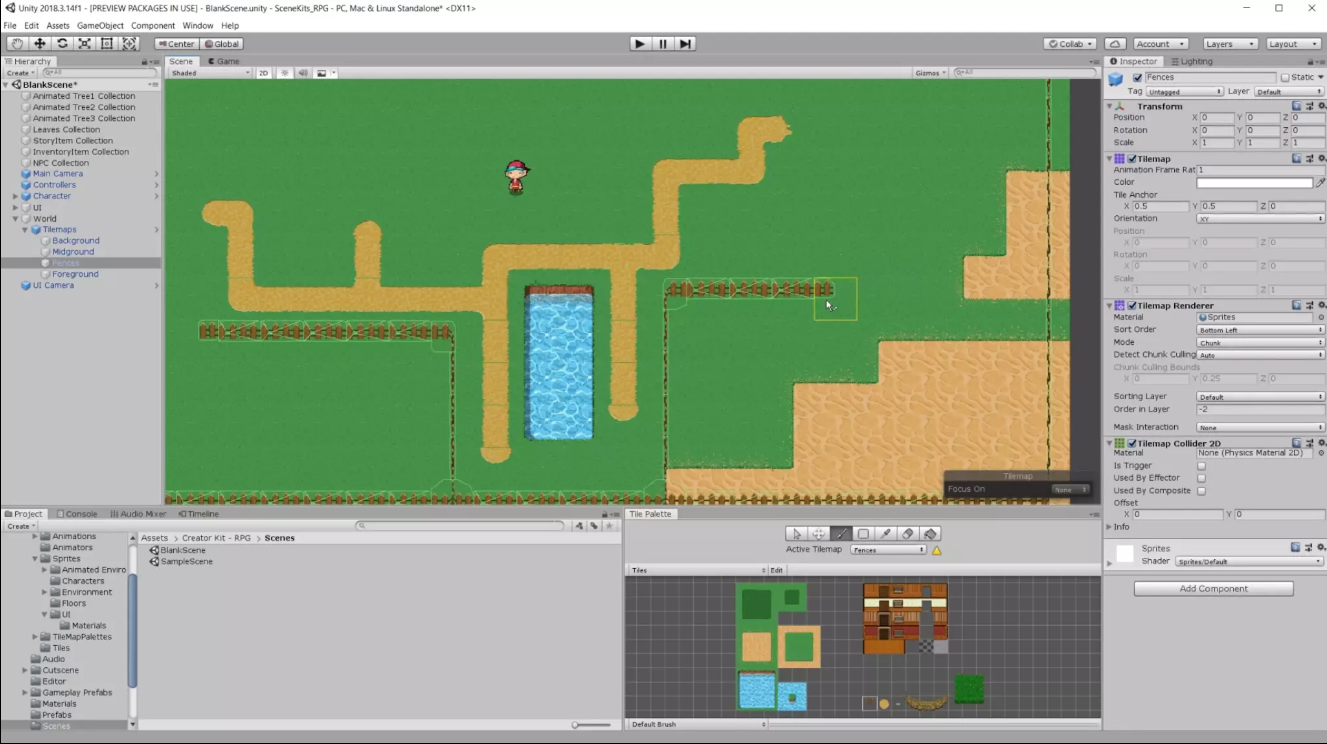 Unity 2018.3.14f1 - [PREVIEW PACKAGES IN USE] - BlankScene.unity - SceneKits_RPG - PC, Mac & Linux Standalone* <DX11>
File Edit Assets GameObject Component Window Help
Center Global Collab Account Layers Layout
Hierarchy
Create All
BlankScene*
Animated Tree1 Collection
Animated Tree2 Collection
Animated Tree3 Collection
Leaves Collection
StoryItem Collection
InventoryItem Collection
NPC Collection
Main Camera
Controllers
Character
UI
World
Tilemaps
Background
Midground
Fences
Foreground
UI Camera
Scene Game
Shaded 2D Gizmos All
Tilemap
Focus On None
Inspector Lighting
Fences Static
Tag Untagged Layer Default
Transform
Position X 0 Y 0 Z 0
Rotation X 0 Y 0 Z 0
Scale X 1 Y 1 Z 1
Tilemap
Animation Frame Rat 1
Color
Tile Anchor
X 0.5 Y 0.5 Z 0
Orientation XY
Position
X 0 Y 0 Z 0
Rotation
X 0 Y 0 Z 0
Scale
X 1 Y 1 Z 1
Tilemap Renderer
Material Sprites
Sort Order Bottom Left
Mode Chunk
Detect Chunk Culling Auto
Chunk Culling Bounds
X 0 Y 0.25 Z 0
Sorting Layer Default
Order in Layer -2
Mask Interaction None
Tilemap Collider 2D
Material None (Physics Material 2D)
Is Trigger
Used By Effector
Used By Composite
Offset
X 0 Y 0
Info
Sprites
Shader Sprites/Default
Add Component
Project Console Audio Mixer Timeline
Create
Animations
Animators
Sprites
Animated Enviro
Characters
Environment
Floors
UI
Materials
TileMapPalettes
Tiles
Audio
Cutscene
Editor
Gameplay Prefabs
Materials
Prefabs
Scenes
Assets > Creator Kit - RPG > Scenes
BlankScene
SampleScene
Tile Palette
Active Tilemap Fences
Tiles Edit
Default Brush